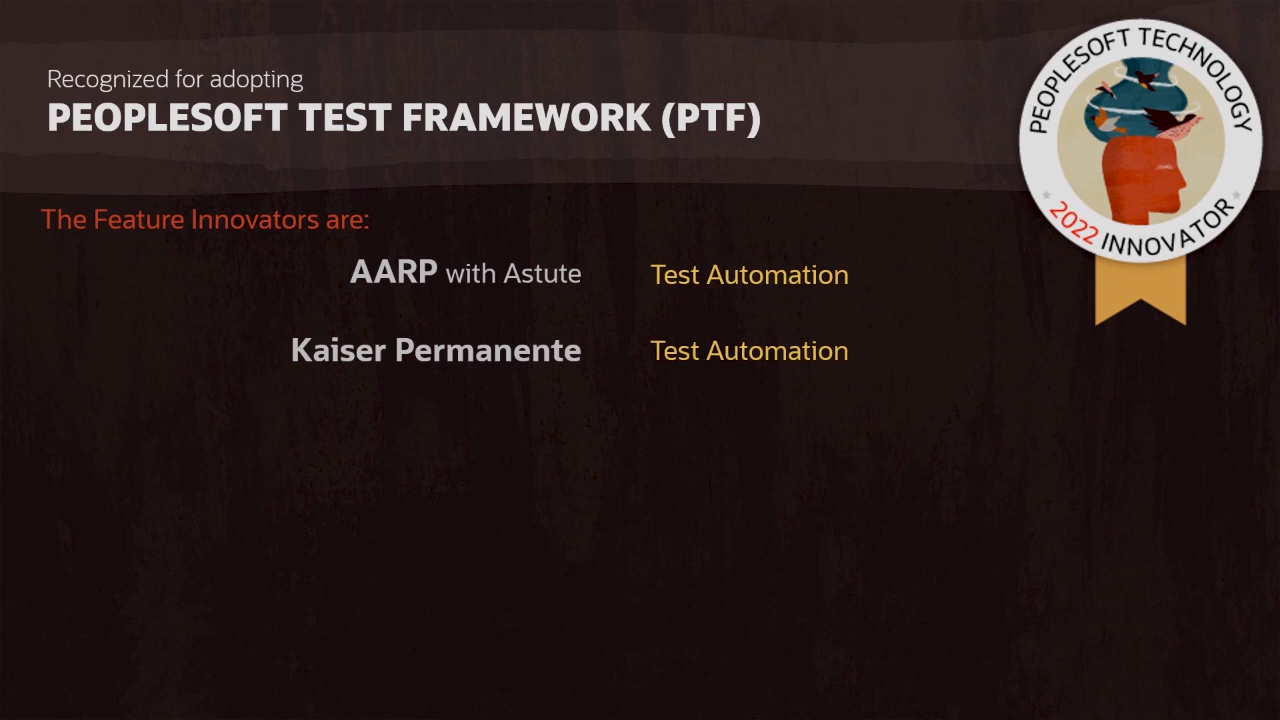 Recognized for adopting
PEOPLESOFT TEST FRAMEWORK (PTF)
PEOPLESOFT TECHNOLOGY
2022 INNOVATOR
The Feature Innovators are:
AARP with Astute Test Automation
Kaiser Permanente Test Automation